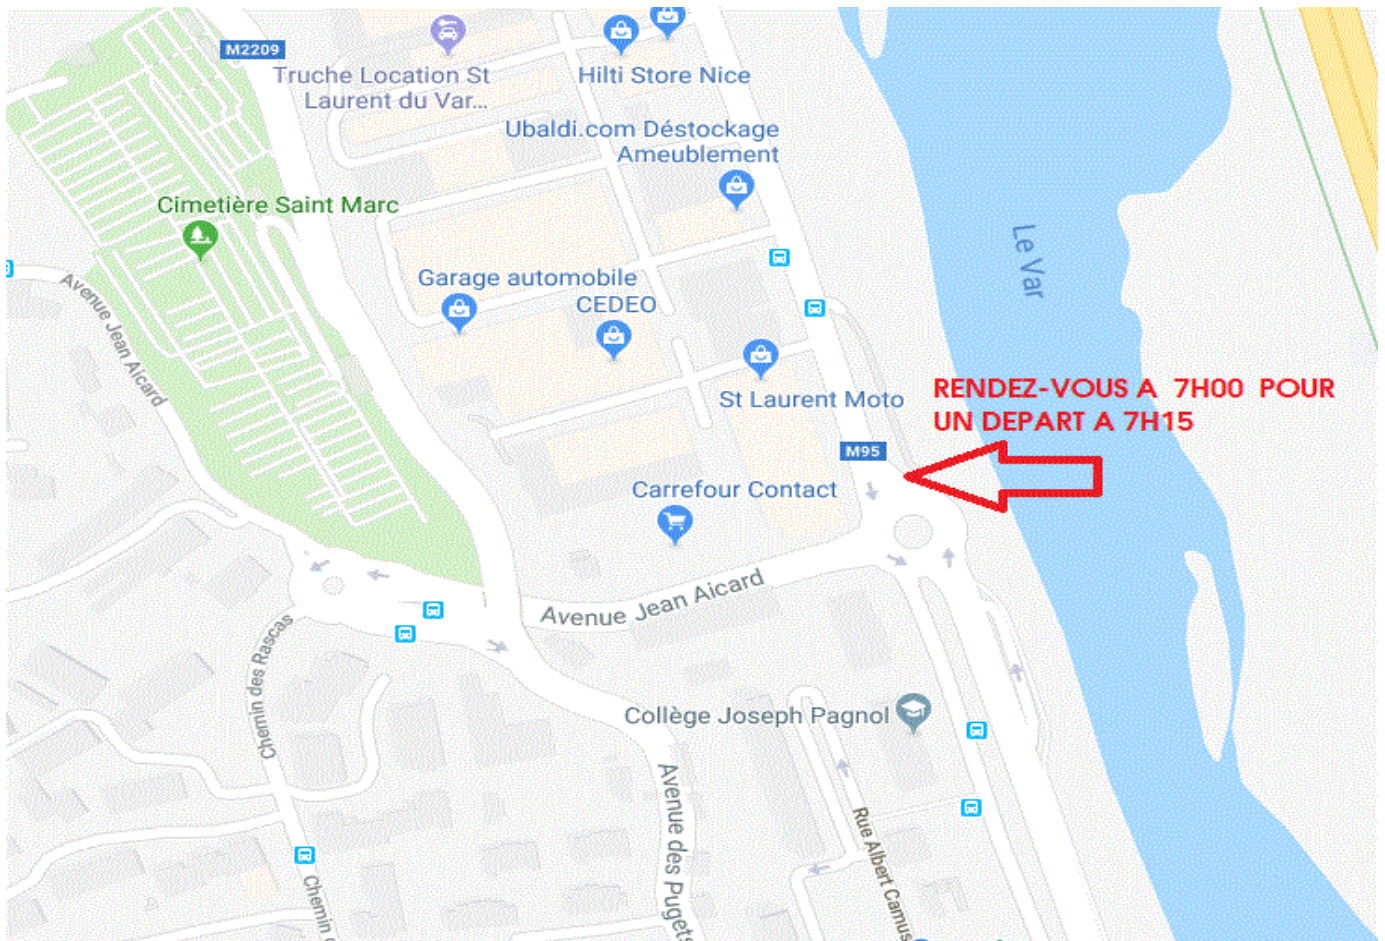 M2209
Truche Location St
Laurent du Var...
Hilti Store Nice
Ubaldi.com Déstockage
Ameublement
Cimetière Saint Marc
Le Var
Garage automobile
CEDEO
Avenue Jean Aicard
St Laurent Moto
RENDEZ-VOUS A 7H00 POUR
UN DEPART A 7H15
M95
Carrefour Contact
Avenue Jean Aicard
Chemin des Rascas
Collège Joseph Pagnol
Avenue des Pugets
Rue Albert Camus
Chemin